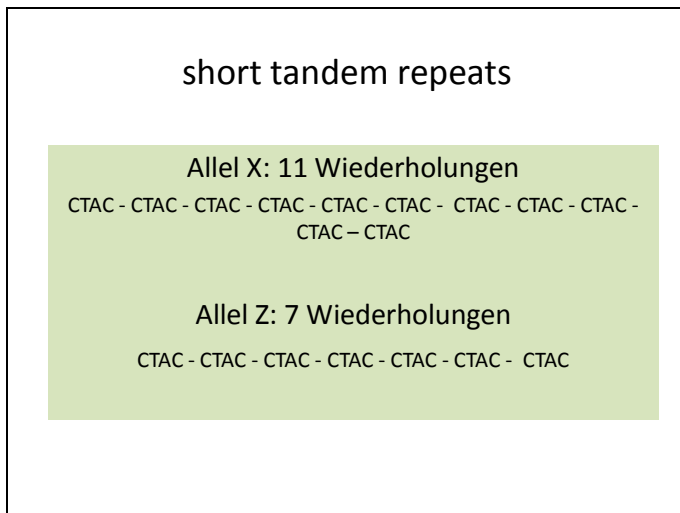 short tandem repeats
Allel X: 11 Wiederholungen
CTAC - CTAC - CTAC - CTAC - CTAC - CTAC - CTAC - CTAC - CTAC -
CTAC – CTAC
Allel Z: 7 Wiederholungen
CTAC - CTAC - CTAC - CTAC - CTAC - CTAC - CTAC